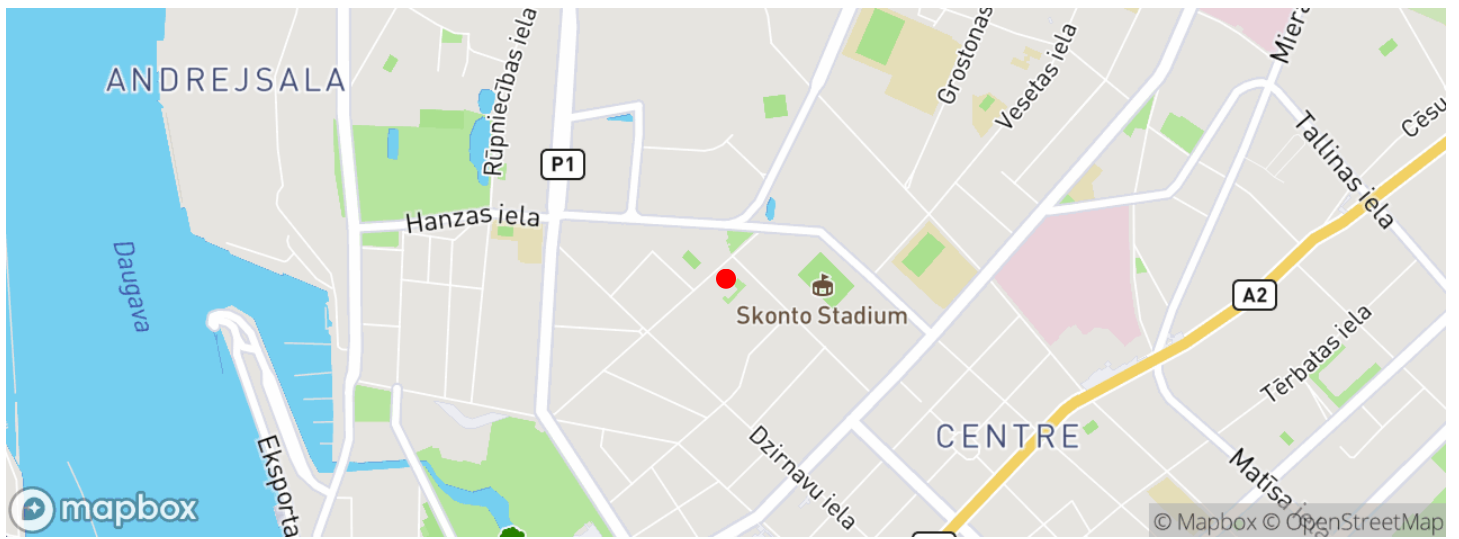 ANDREJSALA
Rūpniecības iela
Grostonas
Vesetas iela
Miera
Cēsu
Tallinas iela
P1
Hanzas iela
Daugava
A2
Skonto Stadium
Tērbatas iela
CENTRE
Dzirnavu iela
Matīsa iela
Eksporta
mapbox
© Mapbox © OpenStreetMap